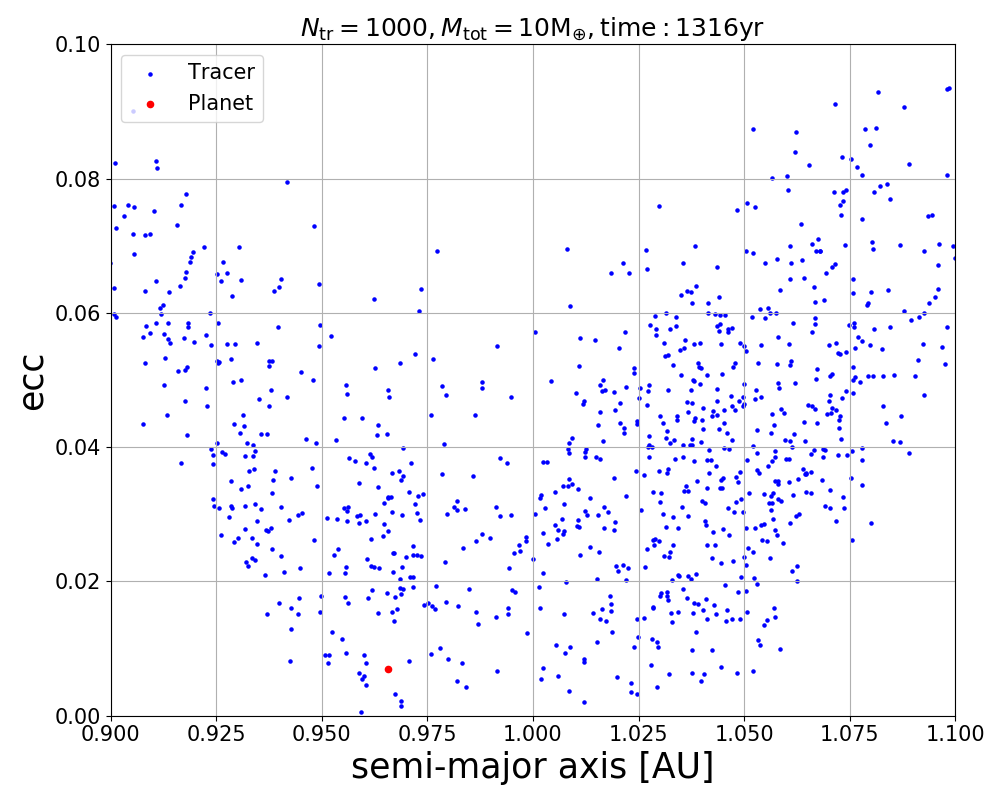 N_tr = 1000, M_tot = 10M_⊕, time : 1316yr
Tracer
Planet
0.10
0.08
0.06
0.04
0.02
0.00
ecc
0.900 0.925 0.950 0.975 1.000 1.025 1.050 1.075 1.100
semi-major axis [AU]